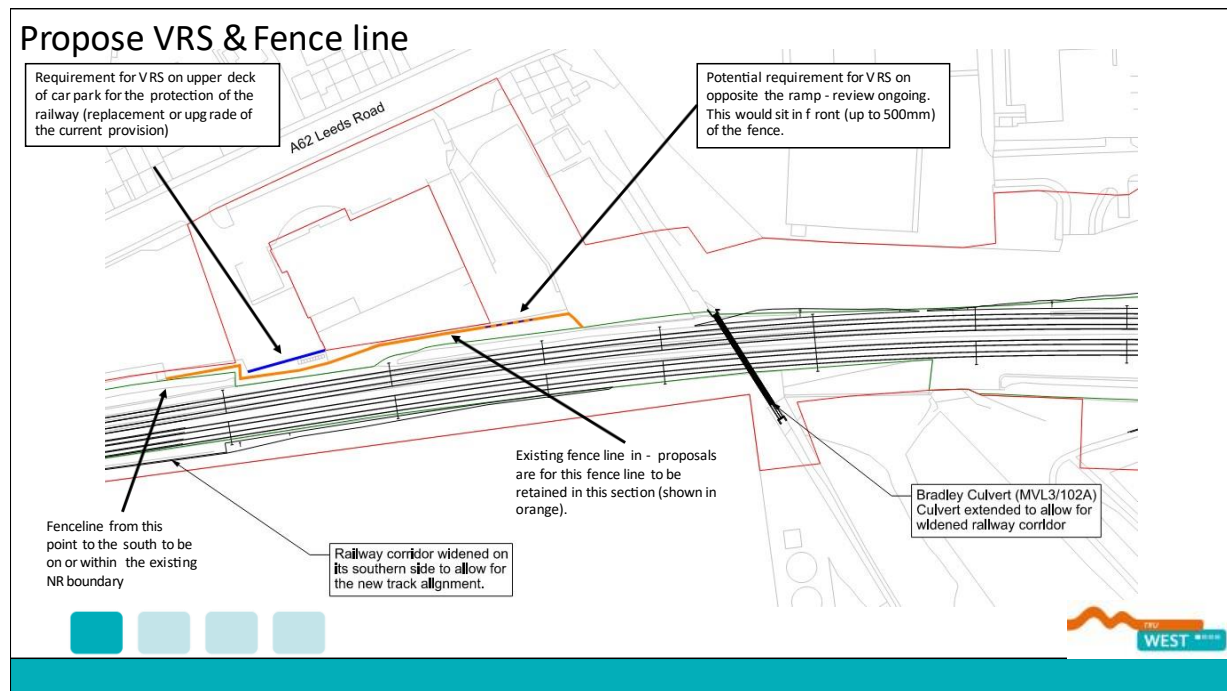 Propose VRS & Fence line
Requirement for VRS on upper deck
of car park for the protection of the
railway (replacement or upgrade of
the current provision)
Potential requirement for VRS on
opposite the ramp - review ongoing.
This would sit in f ront (up to 500mm)
of the fence.
A62 Leeds Road
Existing fence line in - proposals
are for this fence line to be
retained in this section (shown in
orange).
Bradley Culvert (MVL3/102A)
Culvert extended to allow for
widened railway corridor
Fenceline from this
point to the south to be
on or within the existing
NR boundary
Railway corridor widened on
its southern side to allow for
the new track alignment.
TRU
WEST